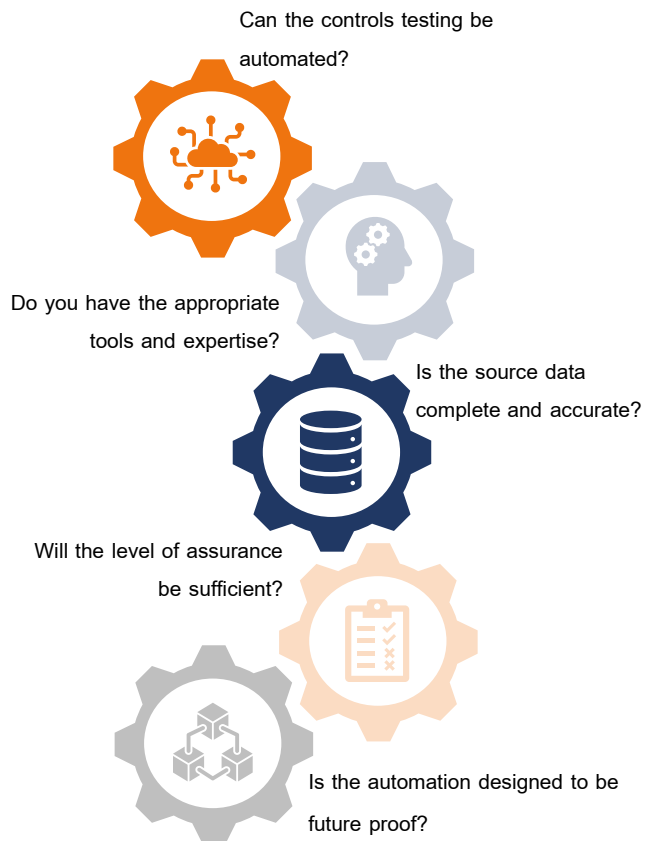 Can the controls testing be
automated?
Do you have the appropriate
tools and expertise?
Is the source data
complete and accurate?
Will the level of assurance
be sufficient?
Is the automation designed to be
future proof?